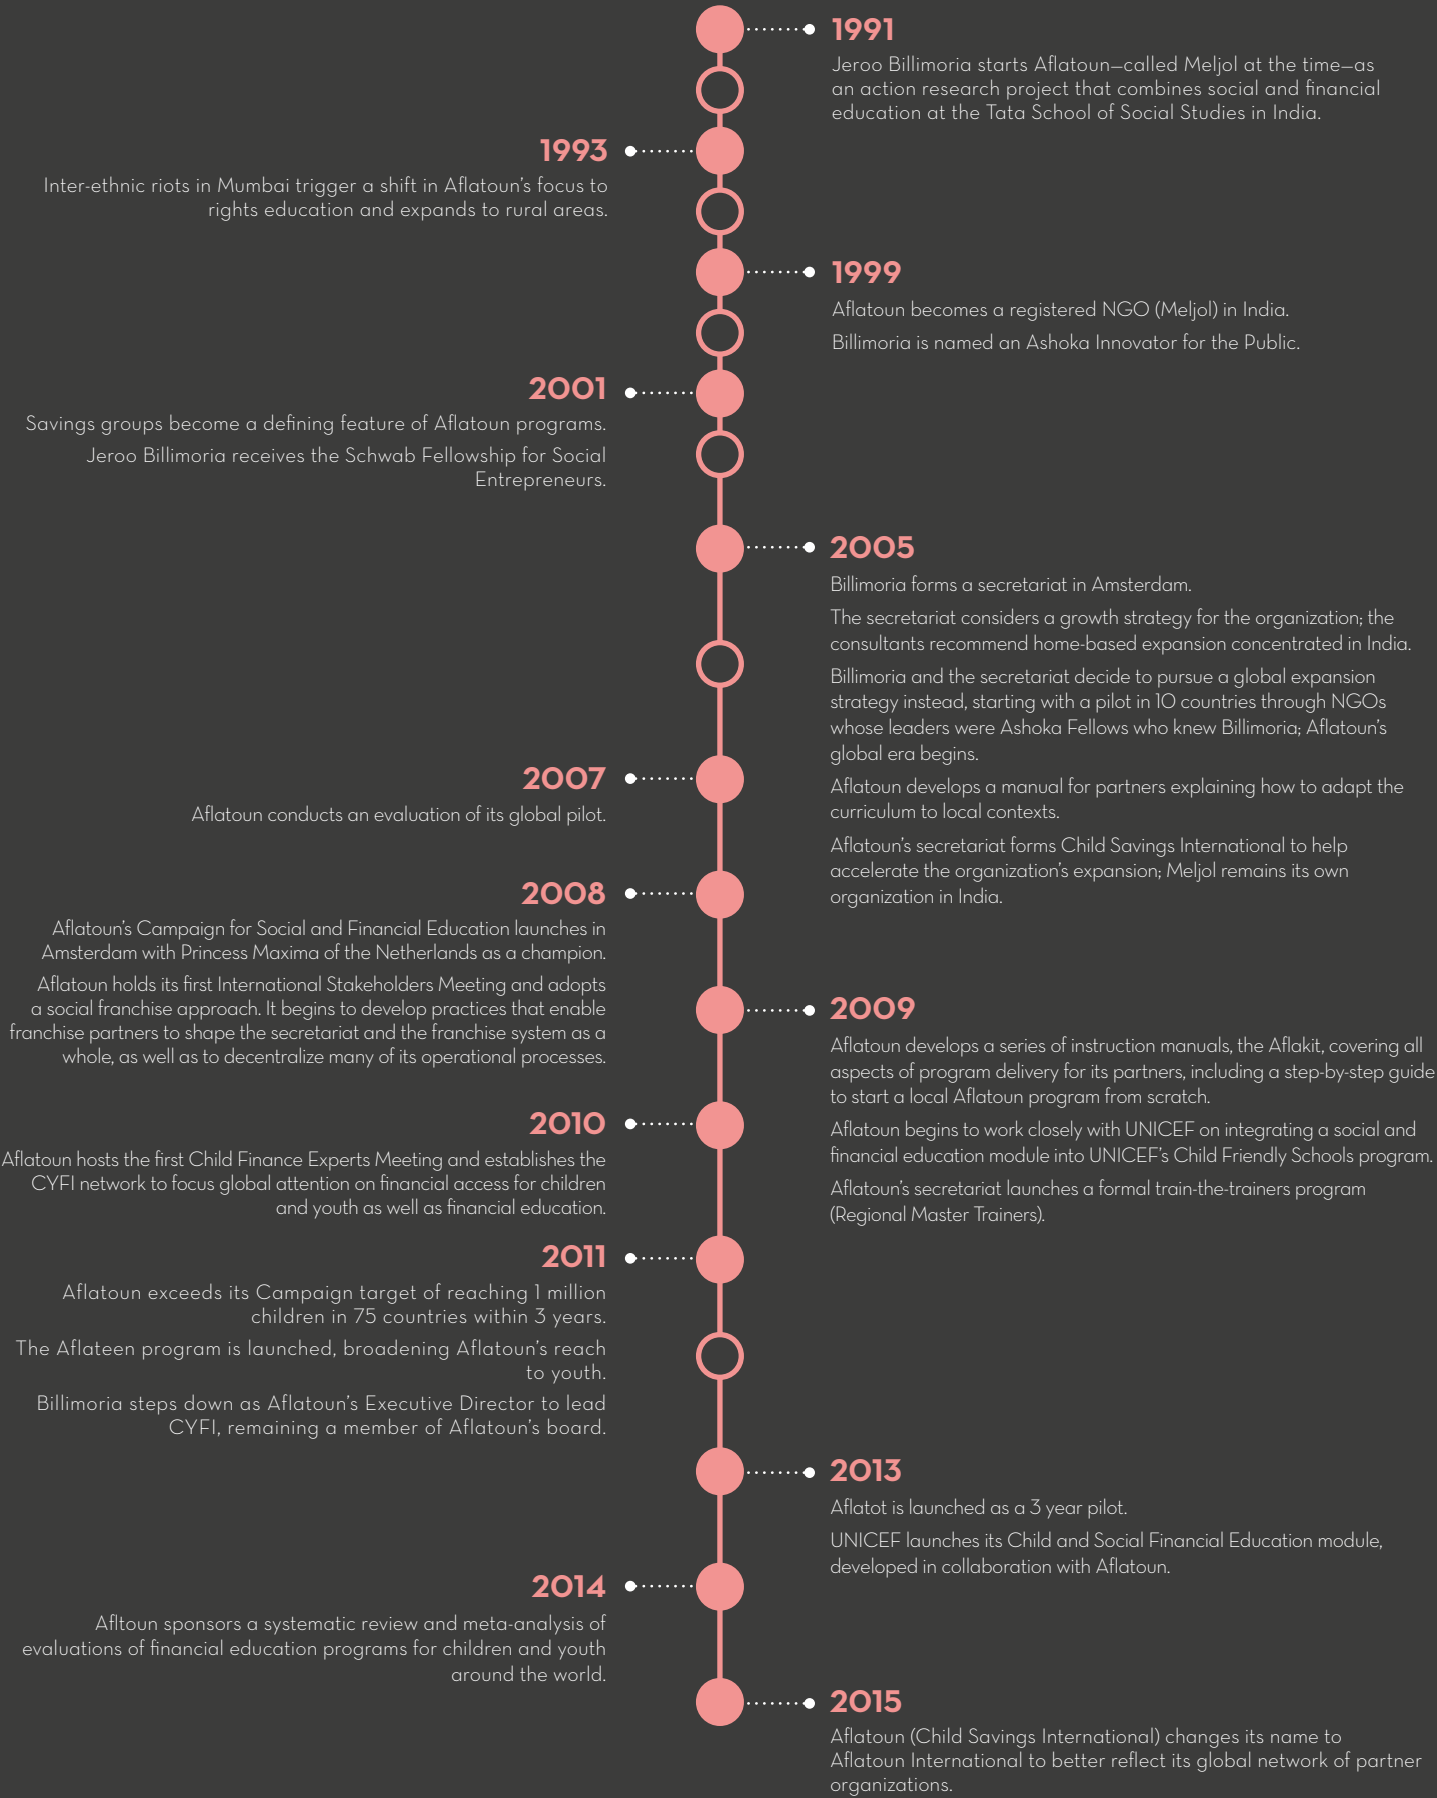 1991
Jeroo Billimoria starts Aflatoun—called Meljol at the time—as
an action research project that combines social and financial
education at the Tata School of Social Studies in India.
1993
Inter-ethnic riots in Mumbai trigger a shift in Aflatoun's focus to
rights education and expands to rural areas.
1999
Aflatoun becomes a registered NGO (Meljol) in India.
Billimoria is named an Ashoka Innovator for the Public.
2001
Savings groups become a defining feature of Aflatoun programs.
Jeroo Billimoria receives the Schwab Fellowship for Social
Entrepreneurs.
2005
Billimoria forms a secretariat in Amsterdam.
The secretariat considers a growth strategy for the organization; the
consultants recommend home-based expansion concentrated in India.
Billimoria and the secretariat decide to pursue a global expansion
strategy instead, starting with a pilot in 10 countries through NGOs
whose leaders were Ashoka Fellows who knew Billimoria; Aflatoun's
global era begins.
Aflatoun develops a manual for partners explaining how to adapt the
curriculum to local contexts.
Aflatoun's secretariat forms Child Savings International to help
accelerate the organization's expansion; Meljol remains its own
organization in India.
2007
Aflatoun conducts an evaluation of its global pilot.
2008
Aflatoun's Campaign for Social and Financial Education launches in
Amsterdam with Princess Maxima of the Netherlands as a champion.
Aflatoun holds its first International Stakeholders Meeting and adopts
a social franchise approach. It begins to develop practices that enable
franchise partners to shape the secretariat and the franchise system as a
whole, as well as to decentralize many of its operational processes.
2009
Aflatoun develops a series of instruction manuals, the Aflakit, covering all
aspects of program delivery for its partners, including a step-by-step guide
to start a local Aflatoun program from scratch.
Aflatoun begins to work closely with UNICEF on integrating a social and
financial education module into UNICEF's Child Friendly Schools program.
Aflatoun's secretariat launches a formal train-the-trainers program
(Regional Master Trainers).
2010
Aflatoun hosts the first Child Finance Experts Meeting and establishes the
CYFI network to focus global attention on financial access for children
and youth as well as financial education.
2011
Aflatoun exceeds its Campaign target of reaching 1 million
children in 75 countries within 3 years.
The Aflateen program is launched, broadening Aflatoun's reach
to youth.
Billimoria steps down as Aflatoun's Executive Director to lead
CYFI, remaining a member of Aflatoun's board.
2013
Aflatot is launched as a 3 year pilot.
UNICEF launches its Child and Social Financial Education module,
developed in collaboration with Aflatoun.
2014
Afltoun sponsors a systematic review and meta-analysis of
evaluations of financial education programs for children and youth
around the world.
2015
Aflatoun (Child Savings International) changes its name to
Aflatoun International to better reflect its global network of partner
organizations.